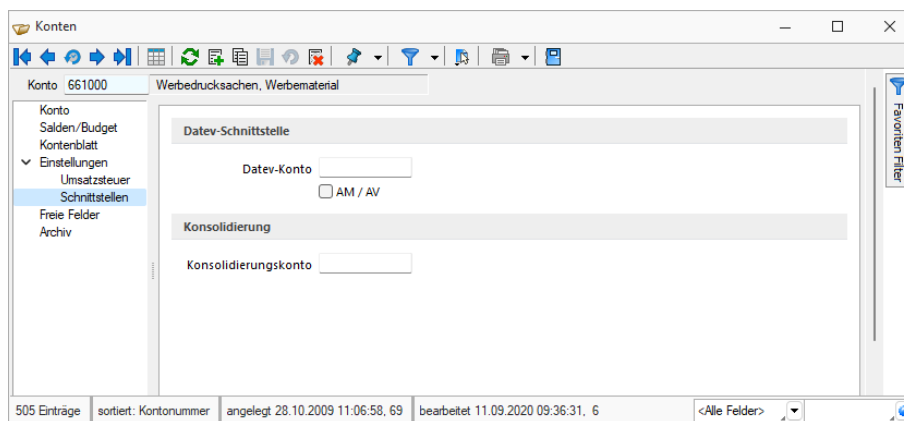 Konten
Konto 661000 Werbedrucksachen, Werbematerial
Konto
Salden/Budget
Kontenblatt
Einstellungen
Umsatzsteuer
Schnittstellen
Freie Felder
Archiv
Datev-Schnittstelle
Datev-Konto
AM / AV
Konsolidierung
Konsolidierungskonto
Favoriten Filter
505 Einträge sortiert: Kontonummer angelegt 28.10.2009 11:06:58, 69 bearbeitet 11.09.2020 09:36:31, 6 <Alle Felder>